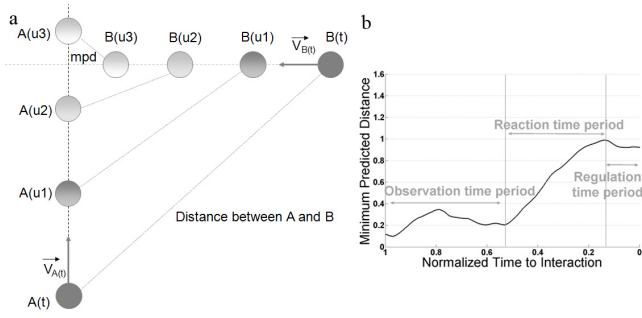 a
A(u3)
B(u3)
B(u2)
B(u1)
B(t)
mpd
V B(t)
A(u2)
A(u1)
Distance between A and B
V A(t)
A(t)
b
Minimum Predicted Distance
1.6
1.4
1.2
1
0.8
0.6
0.4
0.2
0
Reaction time period
Observation time period
Regulation
time period
1
0.8
0.6
0.4
0.2
0
Normalized Time to Interaction